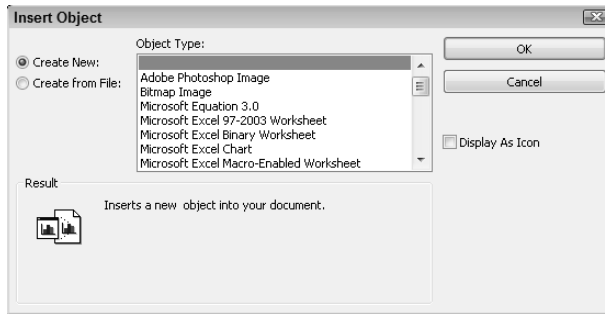 Insert Object
Object Type:
Create New:
Create from File:
Adobe Photoshop Image
Bitmap Image
Microsoft Equation 3.0
Microsoft Excel 97-2003 Worksheet
Microsoft Excel Binary Worksheet
Microsoft Excel Chart
Microsoft Excel Macro-Enabled Worksheet
OK
Cancel
Display As Icon
Result
Inserts a new object into your document.